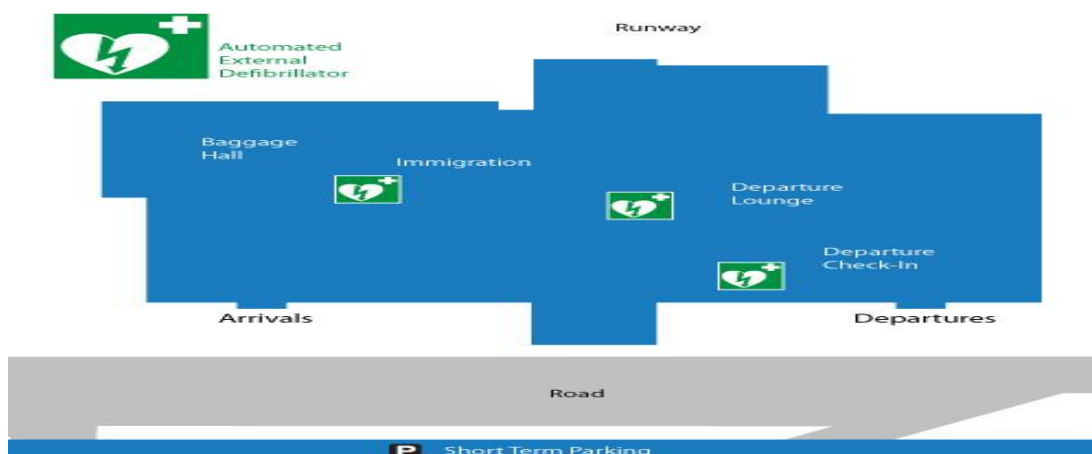 Automated
External
Defibrillator
Runway
Baggage
Hall
Immigration
Departure
Lounge
Departure
Check-In
Arrivals
Departures
Road
P Short Term Parking